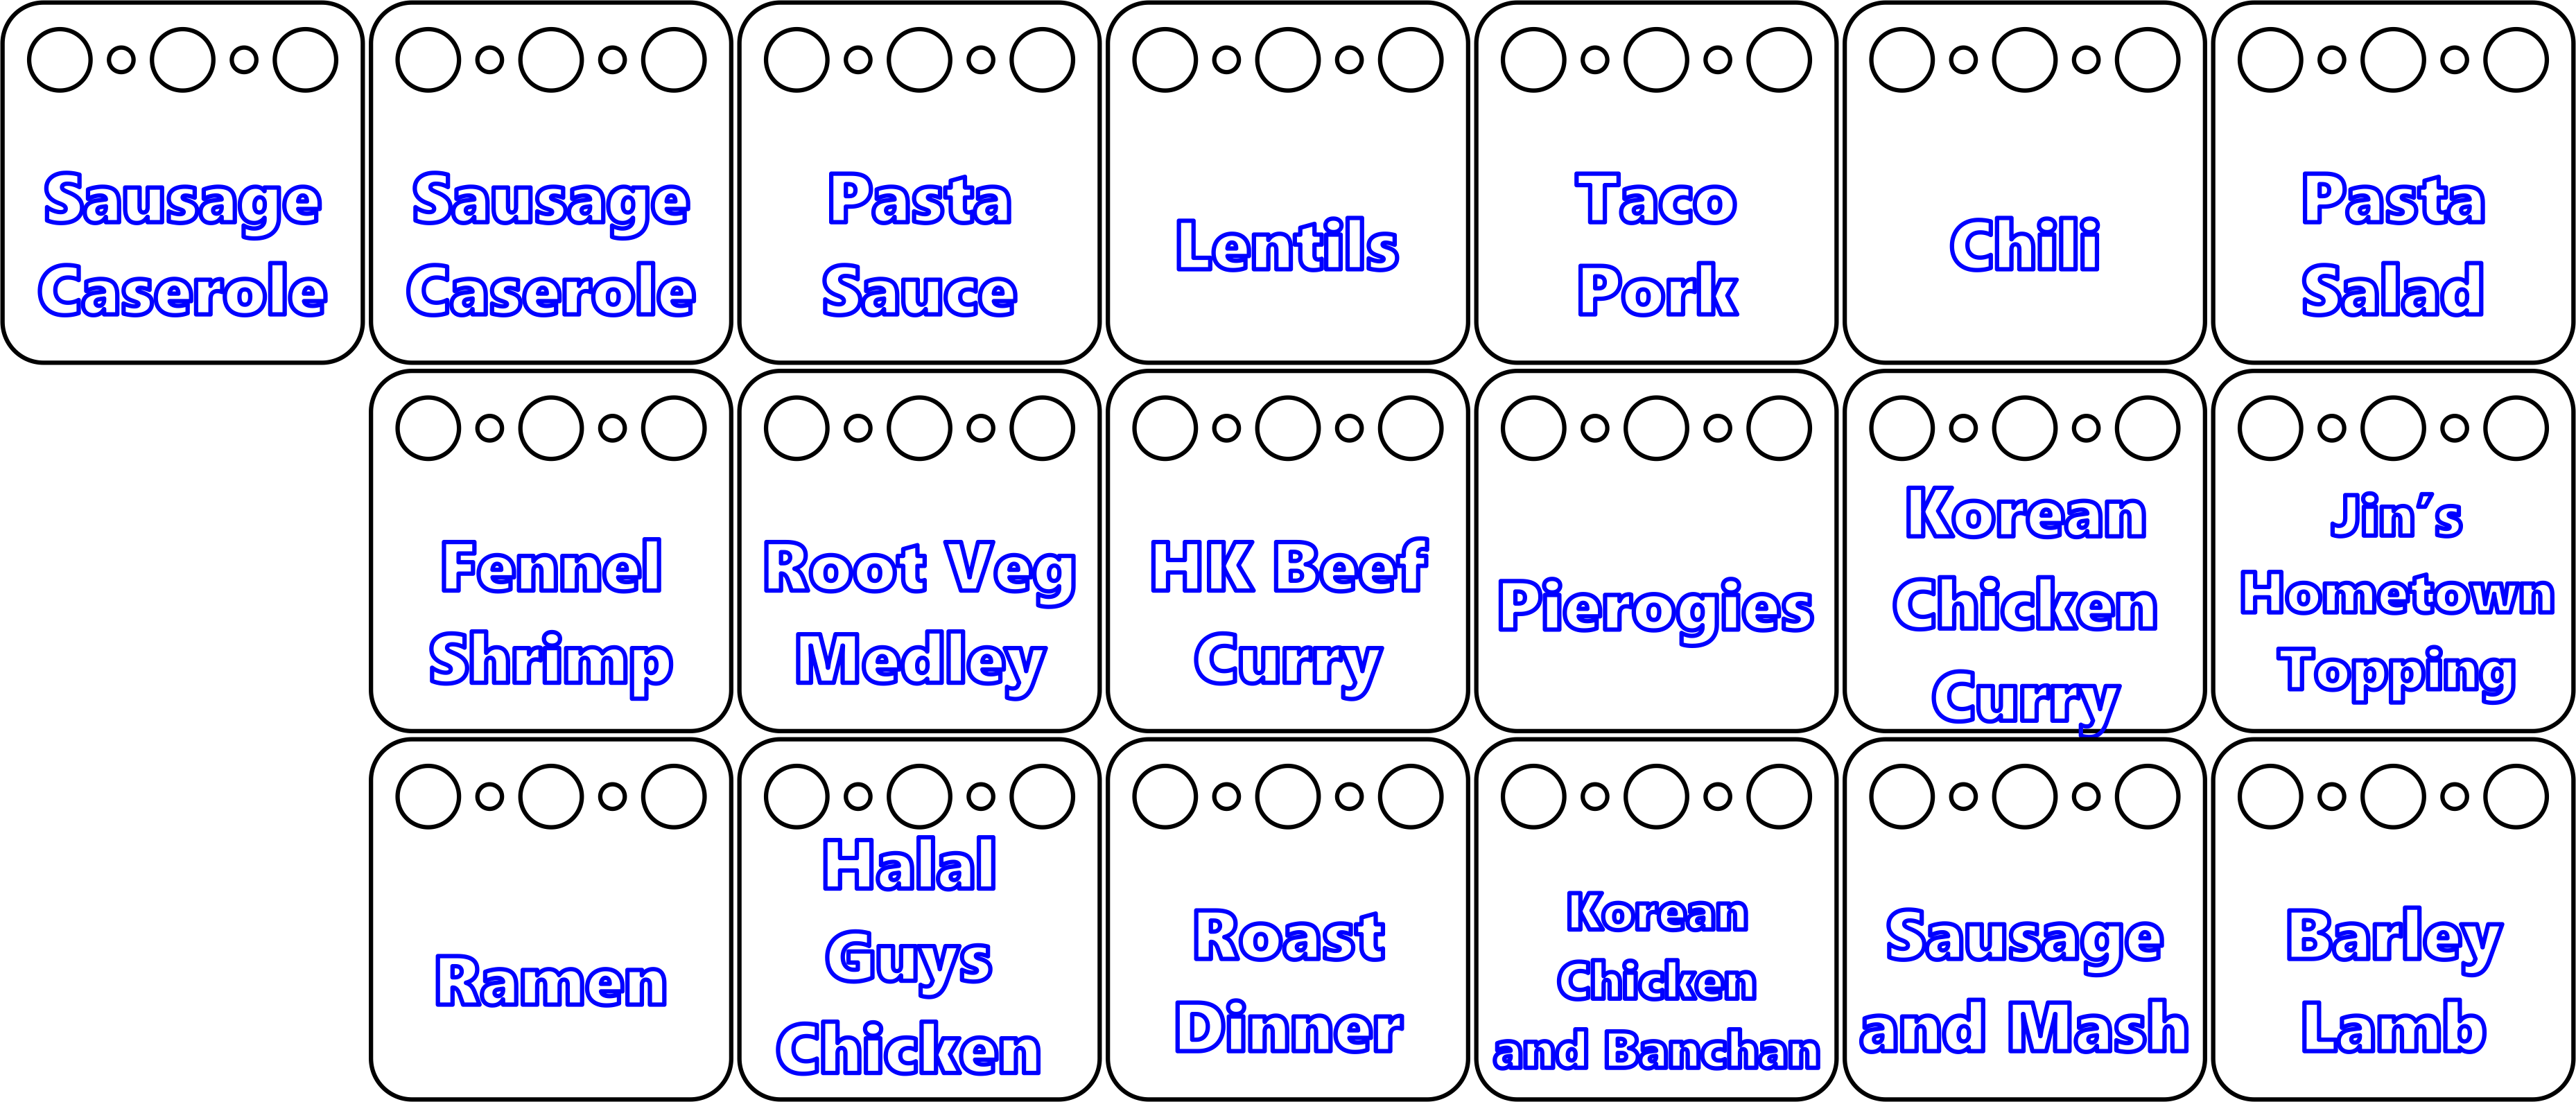 Sausage
Caserole
Sausage
Caserole
Pasta
Sauce
Lentils
Taco
Pork
Chili
Pasta
Salad
Fennel
Shrimp
Root Veg
Medley
HK Beef
Curry
Pierogies
Korean
Chicken
Curry
Jin's
Hometown
Topping
Ramen
Halal
Guys
Chicken
Roast
Dinner
Korean
Chicken
and Banchan
Sausage
and Mash
Barley
Lamb